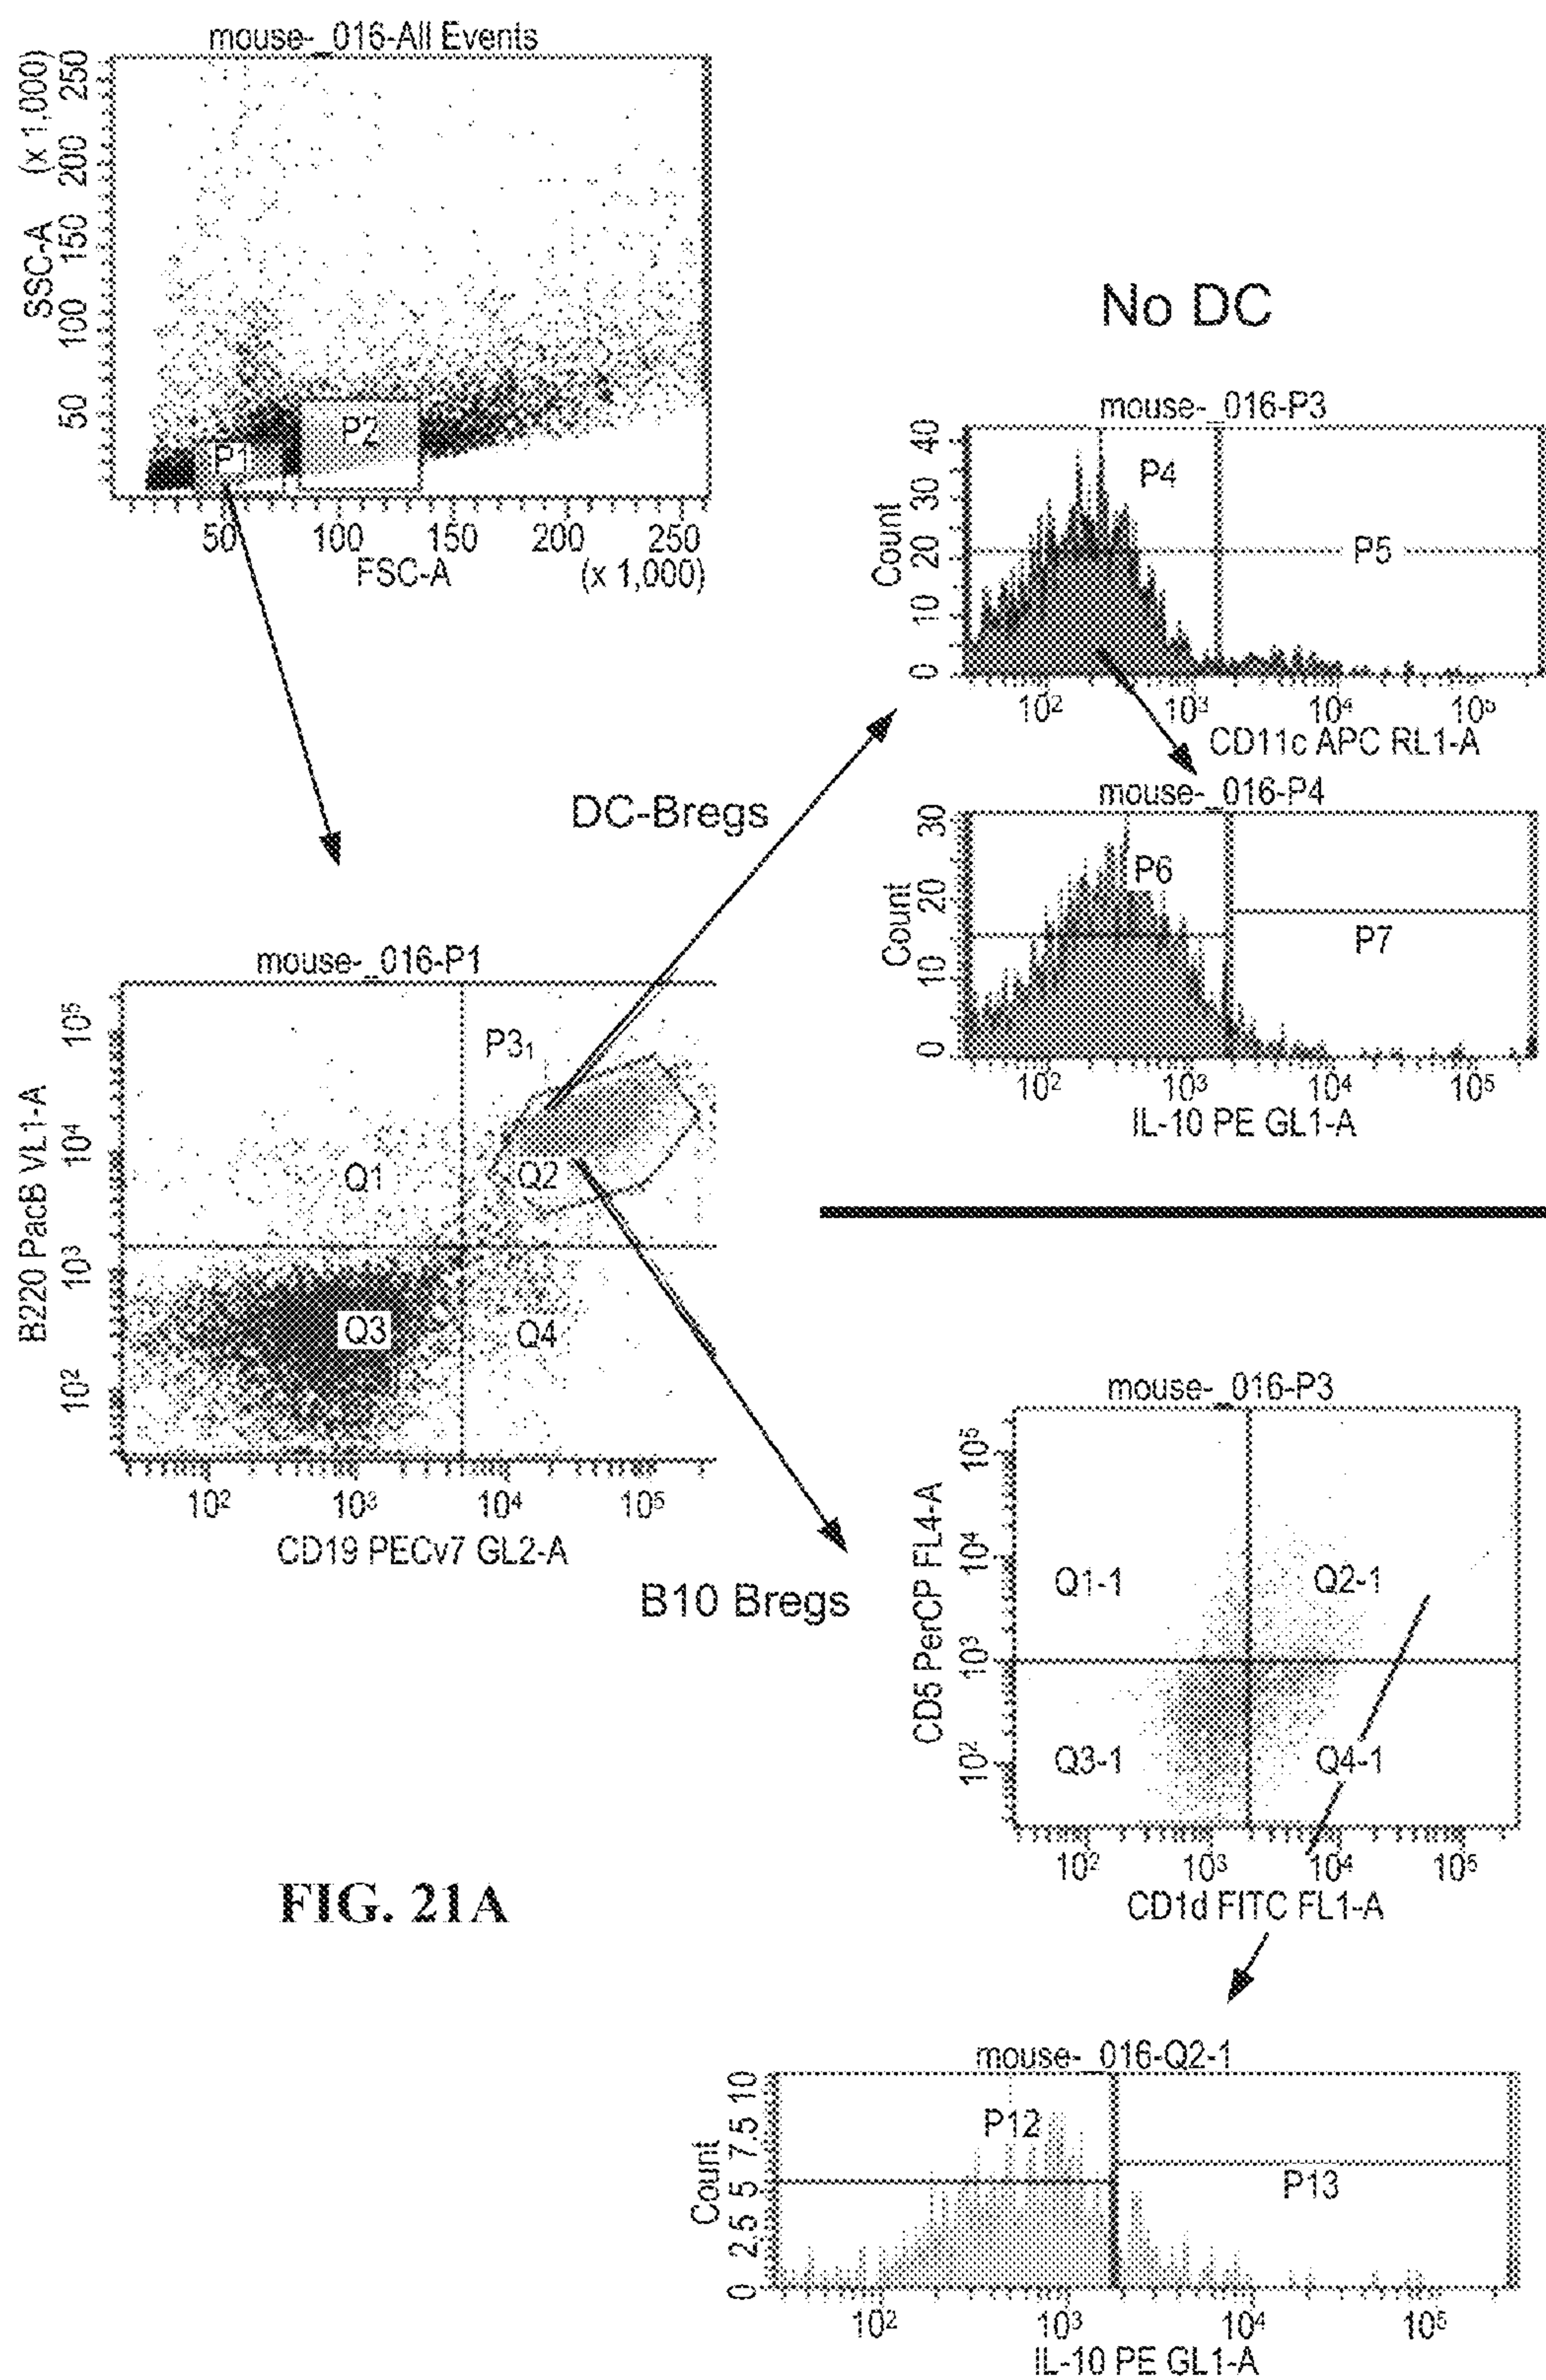 mouse-_016-All Events
SSC-A (x 1,000)
50 100 150 200 250
P1
P2
50 100 150 200 250
FSC-A (x 1,000)
No DC
mouse-_016-P3
Count
0 10 20 30 40
P4
P5
10² 10³ 10⁴ 10⁵
CD11c APC RL1-A
DC-Bregs
mouse-_016-P4
Count
0 10 20 30
P6
P7
10² 10³ 10⁴ 10⁵
IL-10 PE GL1-A
mouse-_016-P1
B220 PacB VL1-A
10² 10³ 10⁴ 10⁵
P3₁
Q1
Q2
Q3
Q4
10² 10³ 10⁴ 10⁵
CD19 PECv7 GL2-A
B10 Bregs
mouse-_016-P3
CD5 PerCP FL4-A
10² 10³ 10⁴ 10⁵
Q1-1
Q2-1
Q3-1
Q4-1
10² 10³ 10⁴ 10⁵
CD1d FITC FL1-A
FIG. 21A
mouse-_016-Q2-1
Count
0 2.5 5 7.5 10
P12
P13
10² 10³ 10⁴ 10⁵
IL-10 PE GL1-A